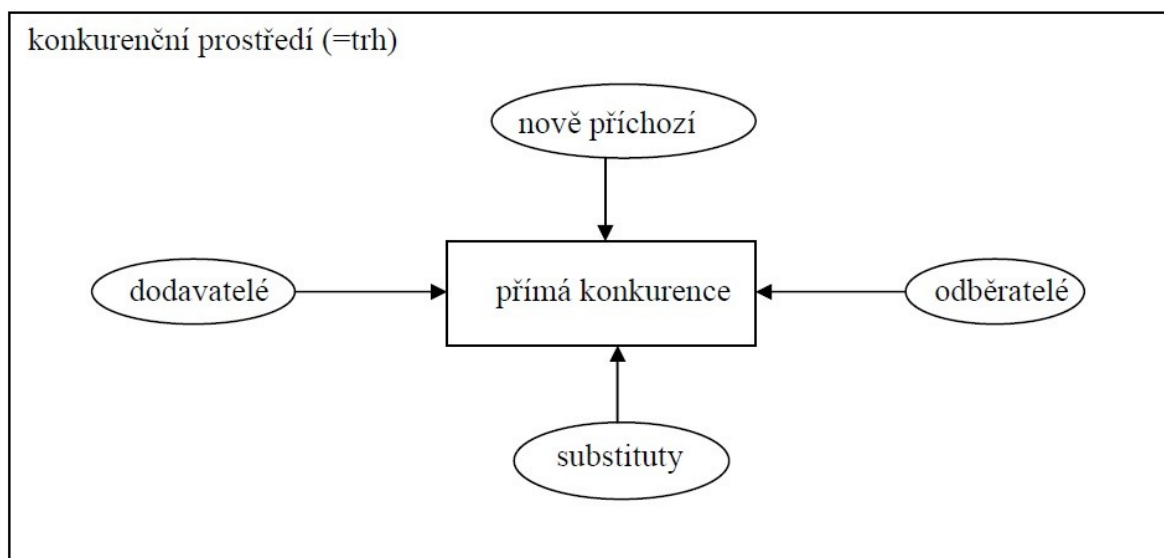 konkurenční prostředí (=trh)
nově příchozí
dodavatelé
přímá konkurence
odběratelé
substituty